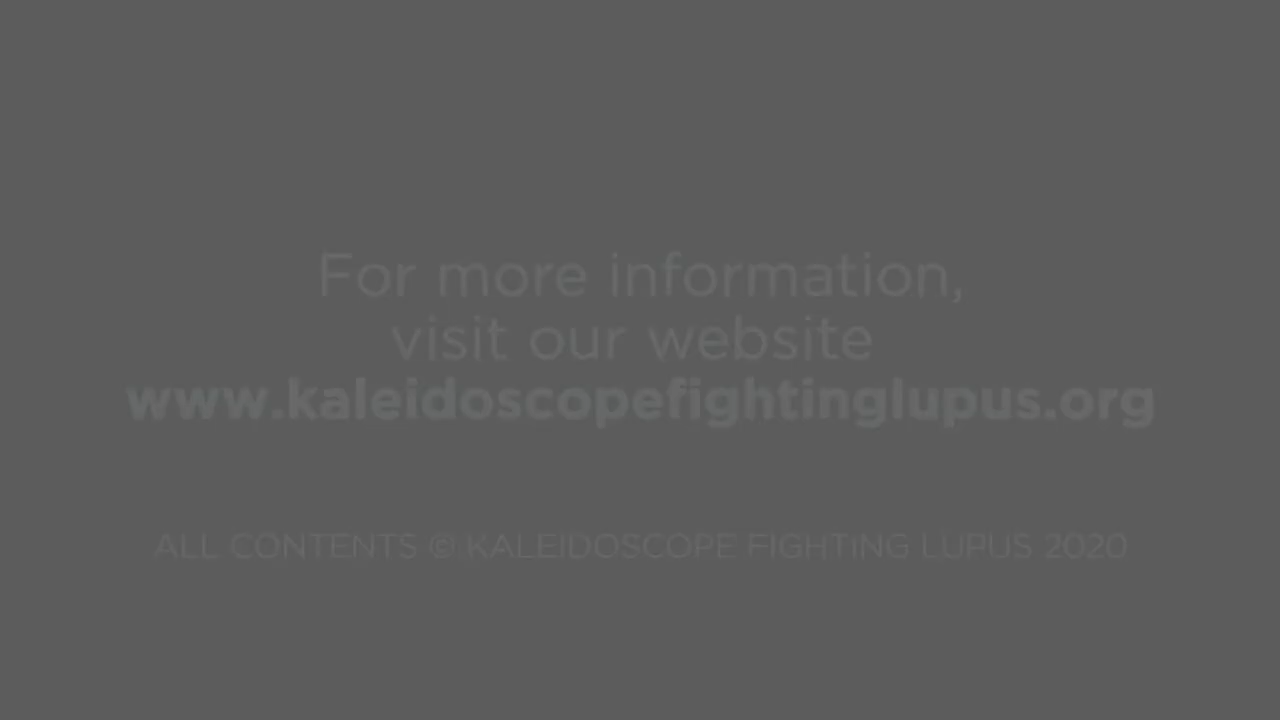 For more information,
visit our website
www.kaleidoscopefightinglupus.org
ALL CONTENTS © KALEIDOSCOPE FIGHTING LUPUS 2020